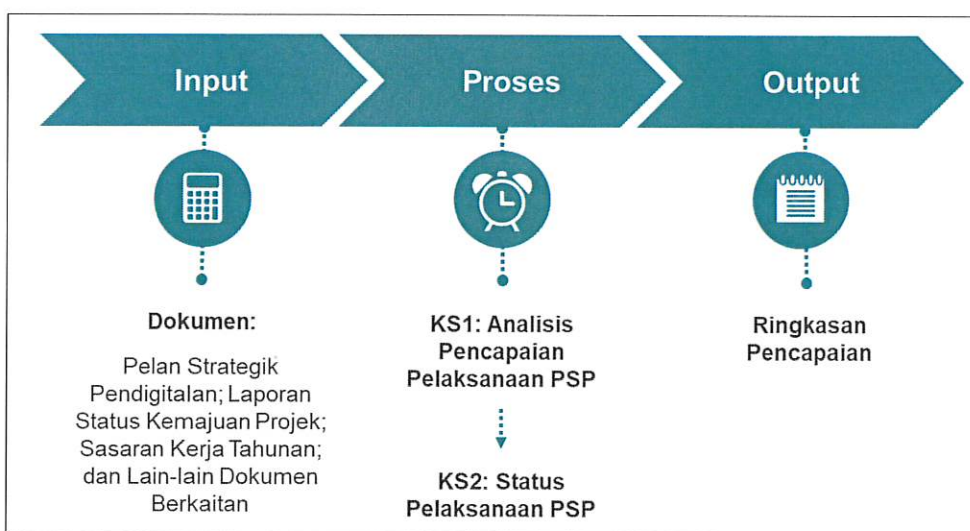 Input
Proses
Output
Dokumen:
Pelan Strategik
Pendigitalan; Laporan
Status Kemajuan Projek;
Sasaran Kerja Tahunan;
dan Lain-lain Dokumen
Berkaitan
KS1: Analisis
Pencapaian
Pelaksanaan PSP
KS2: Status
Pelaksanaan PSP
Ringkasan
Pencapaian